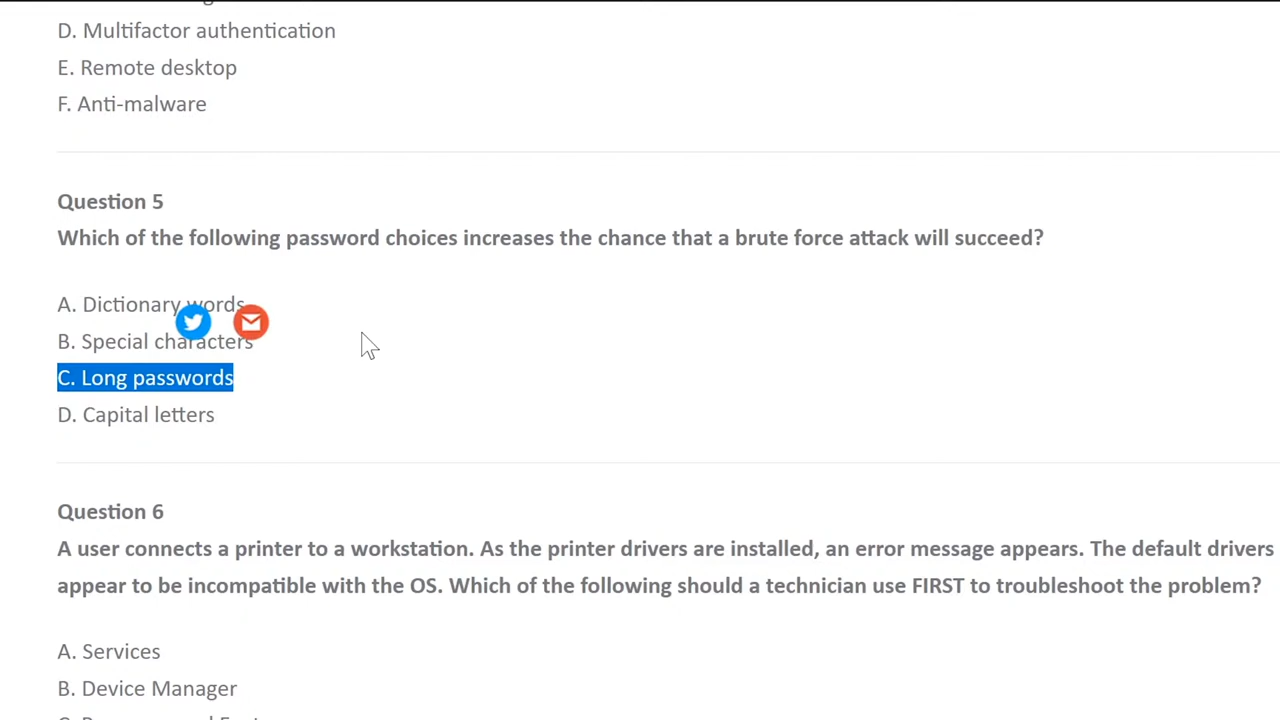 D. Multifactor authentication
E. Remote desktop
F. Anti-malware
Question 5
Which of the following password choices increases the chance that a brute force attack will succeed?
A. Dictionary words
B. Special characters
C. Long passwords
D. Capital letters
Question 6
A user connects a printer to a workstation. As the printer drivers are installed, an error message appears. The default drivers
appear to be incompatible with the OS. Which of the following should a technician use FIRST to troubleshoot the problem?
A. Services
B. Device Manager